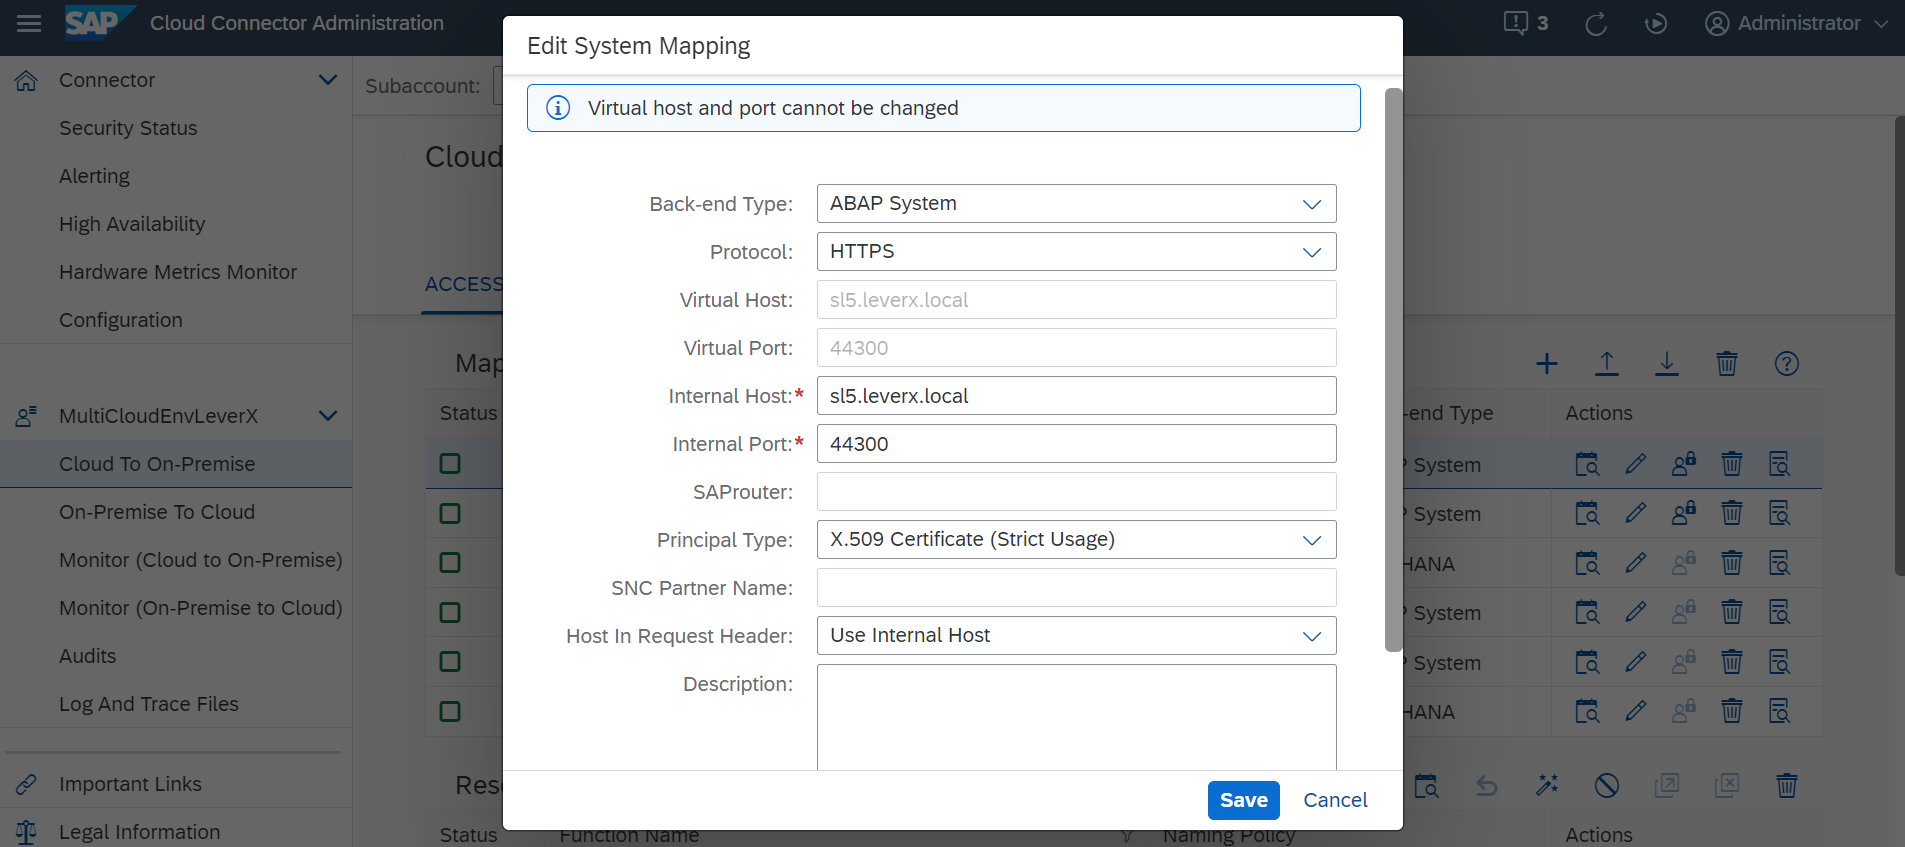 SAP Cloud Connector Administration
3
Administrator
Connector
Security Status
Alerting
High Availability
Hardware Metrics Monitor
Configuration
MultiCloudEnvLeverX
Cloud To On-Premise
On-Premise To Cloud
Monitor (Cloud to On-Premise)
Monitor (On-Premise to Cloud)
Audits
Log And Trace Files
Important Links
Legal Information
Subaccount:
Cloud
ACCESS
Map
Status
Edit System Mapping
Virtual host and port cannot be changed
Back-end Type: ABAP System
Protocol: HTTPS
Virtual Host: sl5.leverx.local
Virtual Port: 44300
Internal Host:* sl5.leverx.local
Internal Port:* 44300
SAProuter:
Principal Type: X.509 Certificate (Strict Usage)
SNC Partner Name:
Host In Request Header: Use Internal Host
Description:
Save Cancel
-end Type Actions
P System
P System
HANA
P System
P System
HANA
Res
Status Function Name Naming Policy Actions